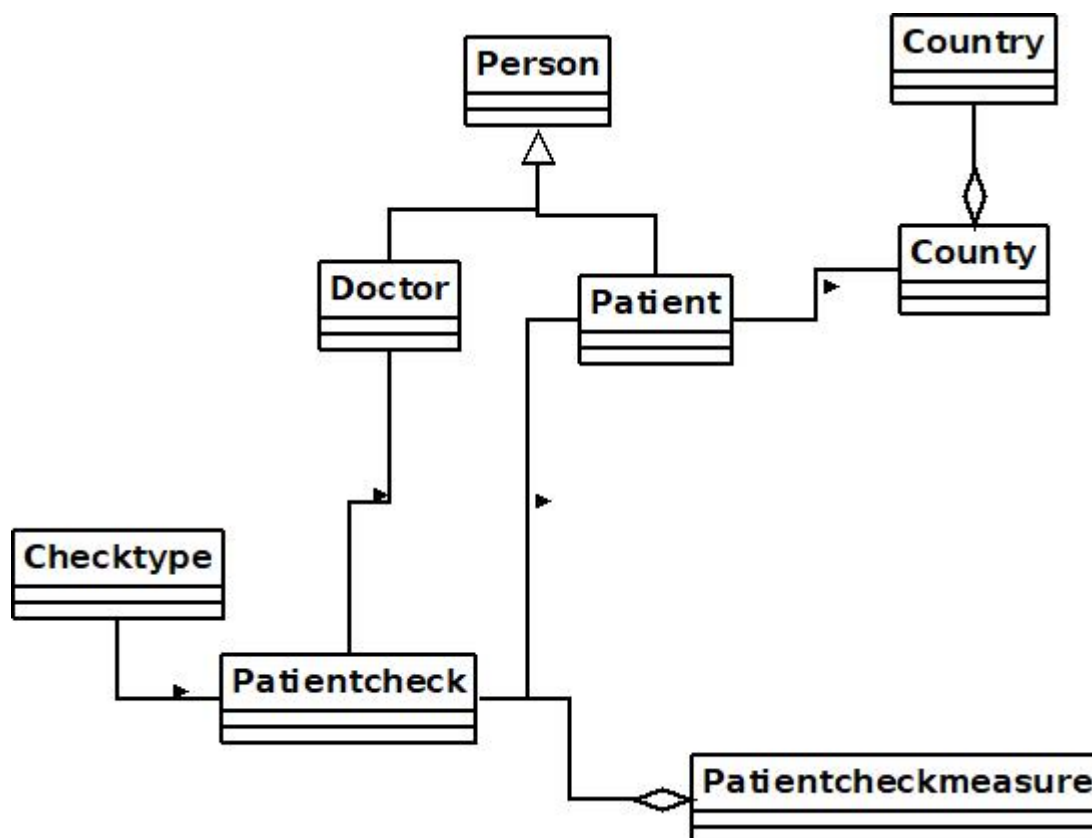 Country
Person
County
Doctor
Patient
Checktype
Patientcheck
Patientcheckmeasure